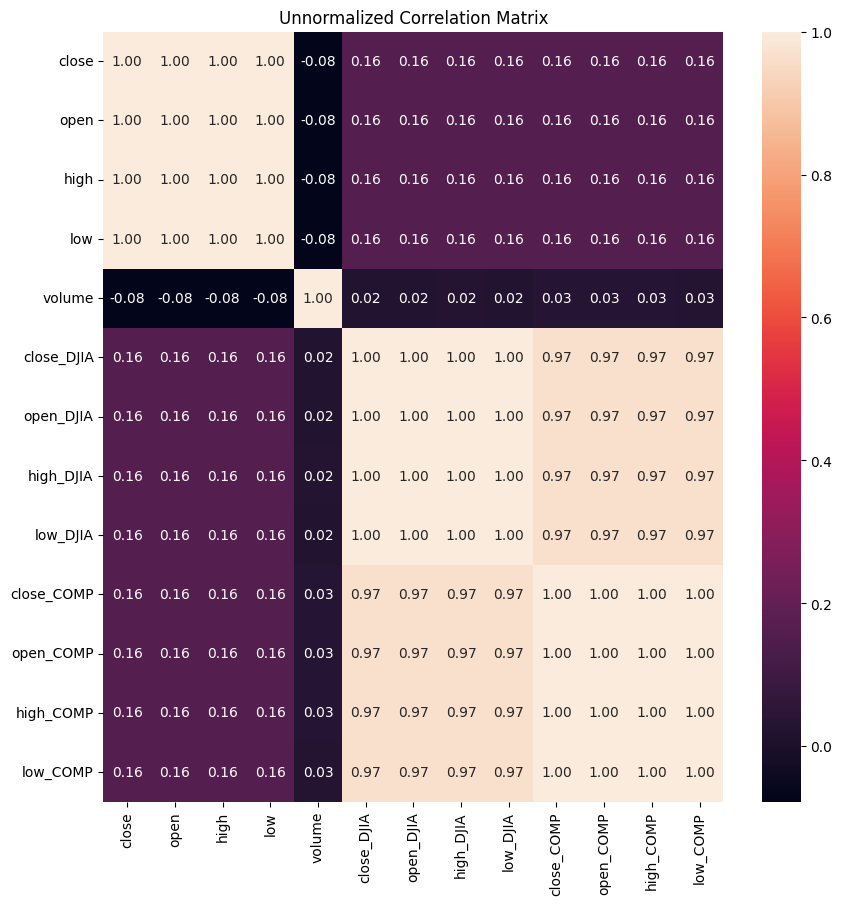 Unnormalized Correlation Matrix
close 1.00 1.00 1.00 1.00 -0.08 0.16 0.16 0.16 0.16 0.16 0.16 0.16 0.16
open 1.00 1.00 1.00 1.00 -0.08 0.16 0.16 0.16 0.16 0.16 0.16 0.16 0.16
high 1.00 1.00 1.00 1.00 -0.08 0.16 0.16 0.16 0.16 0.16 0.16 0.16 0.16
low 1.00 1.00 1.00 1.00 -0.08 0.16 0.16 0.16 0.16 0.16 0.16 0.16 0.16
volume -0.08 -0.08 -0.08 -0.08 1.00 0.02 0.02 0.02 0.02 0.03 0.03 0.03 0.03
close_DJIA 0.16 0.16 0.16 0.16 0.02 1.00 1.00 1.00 1.00 0.97 0.97 0.97 0.97
open_DJIA 0.16 0.16 0.16 0.16 0.02 1.00 1.00 1.00 1.00 0.97 0.97 0.97 0.97
high_DJIA 0.16 0.16 0.16 0.16 0.02 1.00 1.00 1.00 1.00 0.97 0.97 0.97 0.97
low_DJIA 0.16 0.16 0.16 0.16 0.02 1.00 1.00 1.00 1.00 0.97 0.97 0.97 0.97
close_COMP 0.16 0.16 0.16 0.16 0.03 0.97 0.97 0.97 0.97 1.00 1.00 1.00 1.00
open_COMP 0.16 0.16 0.16 0.16 0.03 0.97 0.97 0.97 0.97 1.00 1.00 1.00 1.00
high_COMP 0.16 0.16 0.16 0.16 0.03 0.97 0.97 0.97 0.97 1.00 1.00 1.00 1.00
low_COMP 0.16 0.16 0.16 0.16 0.03 0.97 0.97 0.97 0.97 1.00 1.00 1.00 1.00
close open high low volume close_DJIA open_DJIA high_DJIA low_DJIA close_COMP open_COMP high_COMP low_COMP
1.0
0.8
0.6
0.4
0.2
0.0